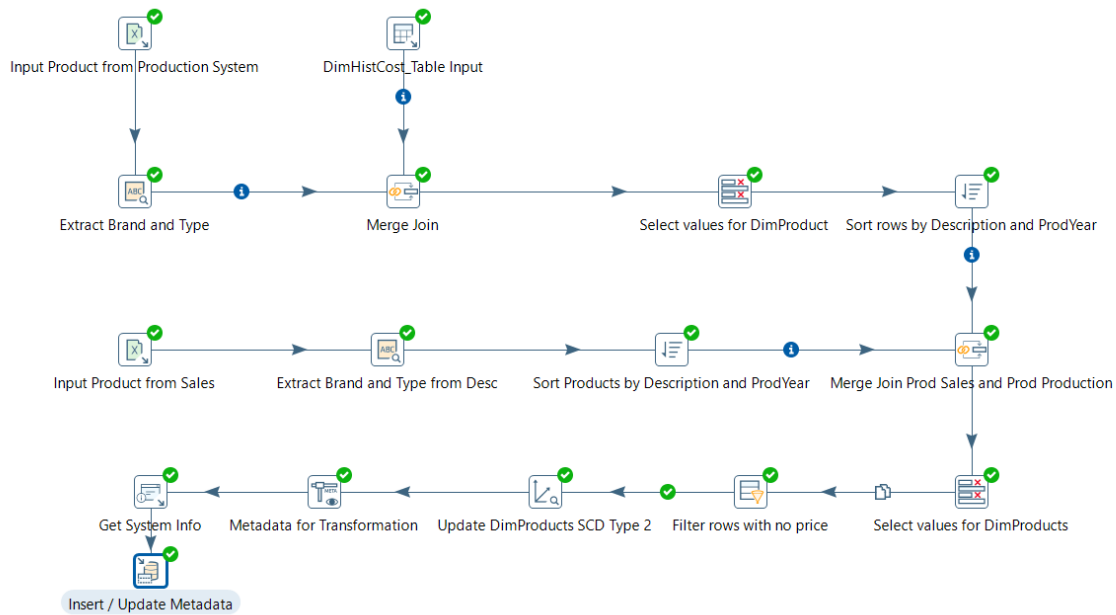 Input Product from Production System
DimHistCost_Table Input
Extract Brand and Type
Merge Join
Select values for DimProduct
Sort rows by Description and ProdYear
Input Product from Sales
Extract Brand and Type from Desc
Sort Products by Description and ProdYear
Merge Join Prod Sales and Prod Production
Get System Info
Metadata for Transformation
Update DimProducts SCD Type 2
Filter rows with no price
Select values for DimProducts
Insert / Update Metadata